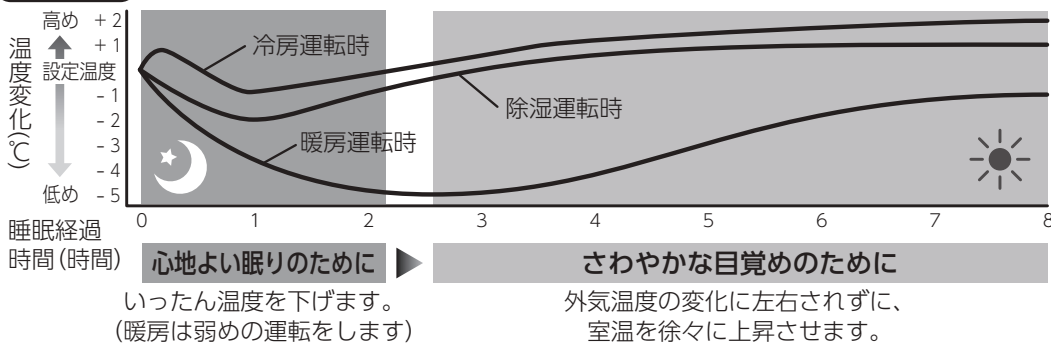 高め
温度変化(℃)
低め
+ 2
+ 1
設定温度
- 1
- 2
- 3
- 4
- 5
冷房運転時
除湿運転時
暖房運転時
睡眠経過
時間(時間)
0 1 2 3 4 5 6 7 8
心地よい眠りのために
いったん温度を下げます。
(暖房は弱めの運転をします)
さわやかな目覚めのために
外気温度の変化に左右されずに、
室温を徐々に上昇させます。